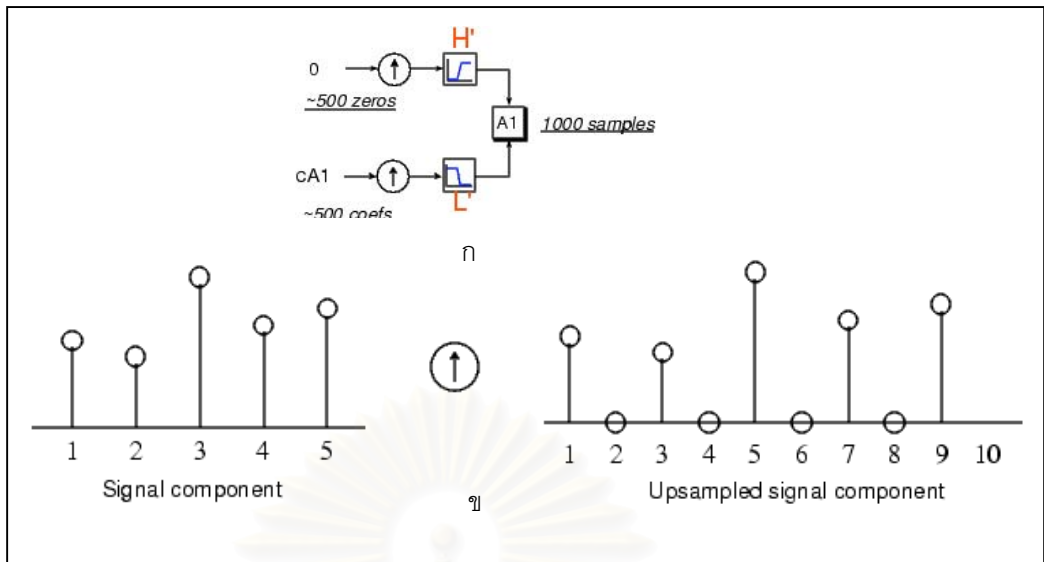 H'
0
~500 zeros
A1 1000 samples
cA1
~500 coefs
L'
ก
1 2 3 4 5
Signal component
1 2 3 4 5 6 7 8 9 10
Upsampled signal component
ข